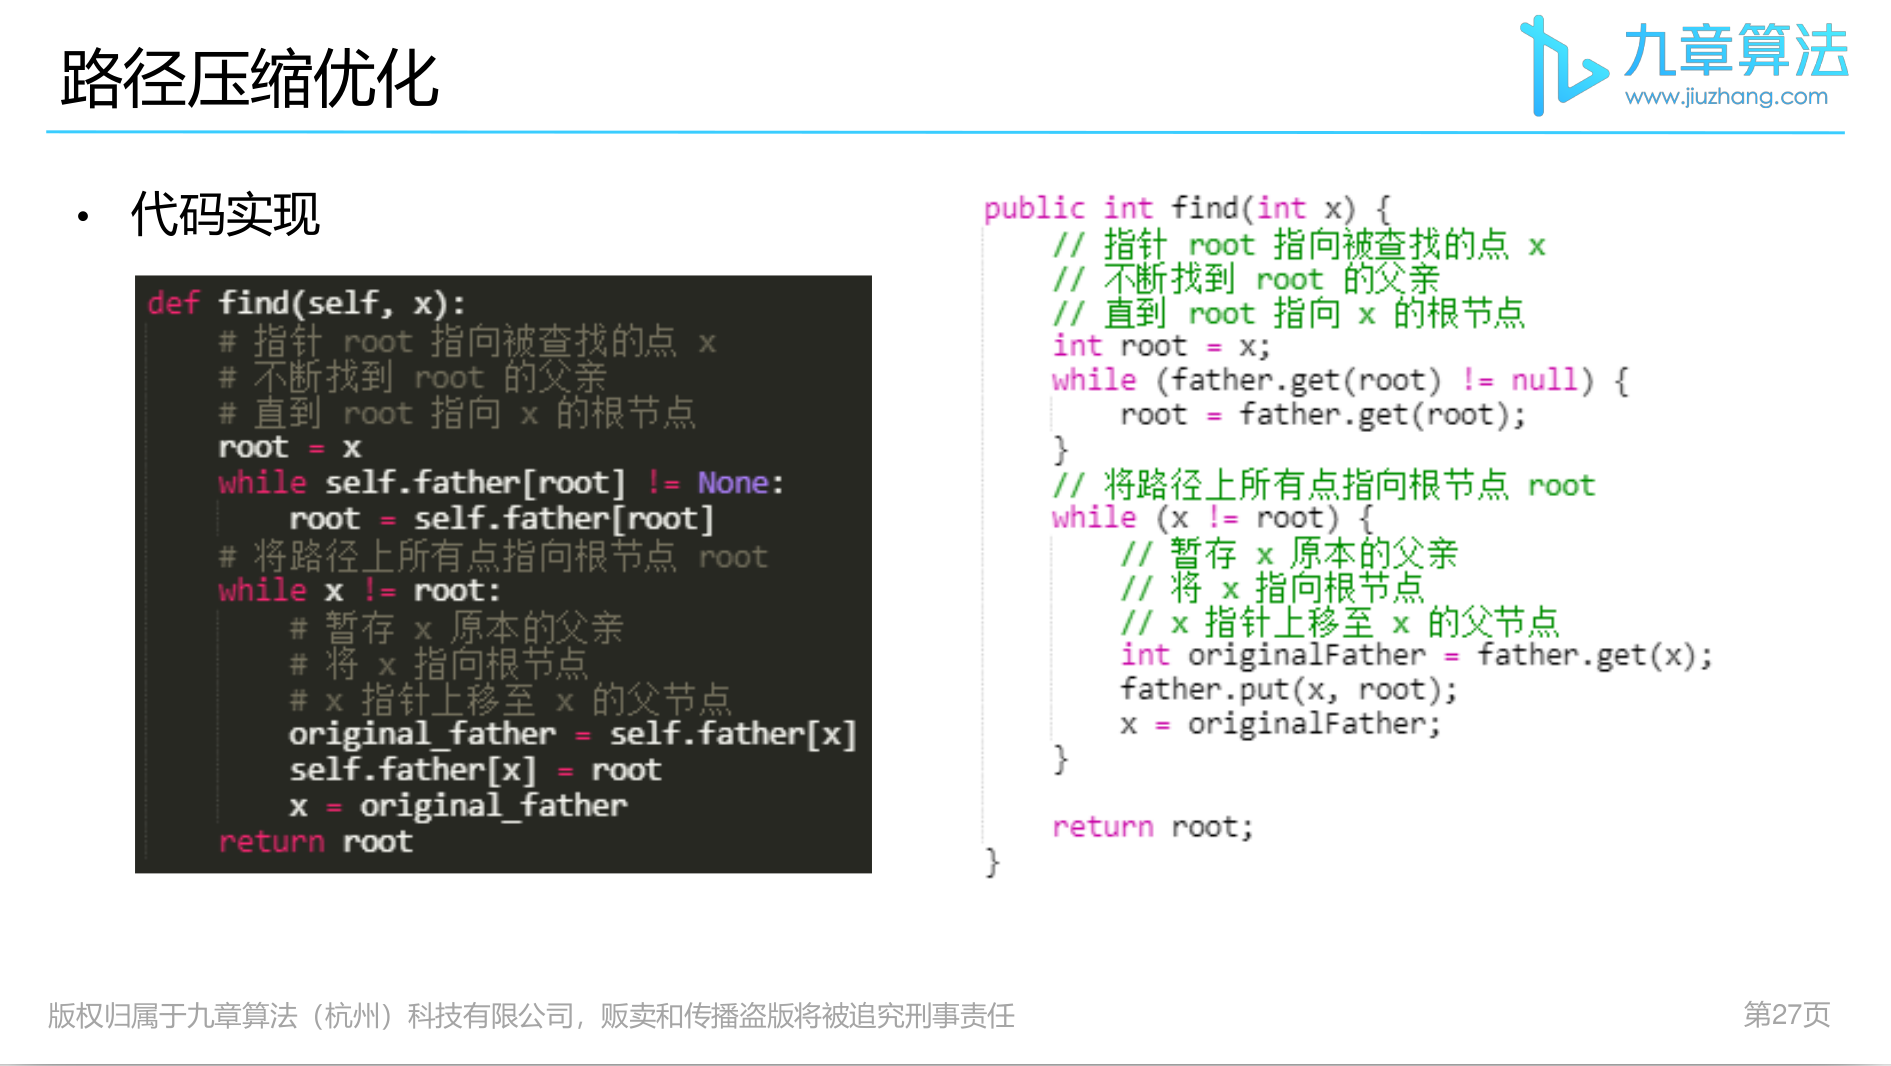 路径压缩优化
九章算法
www.jiuzhang.com
• 代码实现
def find(self, x):
# 指针 root 指向被查找的点 x
# 不断找到 root 的父亲
# 直到 root 指向 x 的根节点
root = x
while self.father[root] != None:
root = self.father[root]
# 将路径上所有点指向根节点 root
while x != root:
# 暂存 x 原本的父亲
# 将 x 指向根节点
# x 指针上移至 x 的父节点
original_father = self.father[x]
self.father[x] = root
x = original_father
return root
public int find(int x) {
// 指针 root 指向被查找的点 x
// 不断找到 root 的父亲
// 直到 root 指向 x 的根节点
int root = x;
while (father.get(root) != null) {
root = father.get(root);
}
// 将路径上所有点指向根节点 root
while (x != root) {
// 暂存 x 原本的父亲
// 将 x 指向根节点
// x 指针上移至 x 的父节点
int originalFather = father.get(x);
father.put(x, root);
x = originalFather;
}
return root;
}
版权归属于九章算法（杭州）科技有限公司，贩卖和传播盗版将被追究刑事责任
第27页